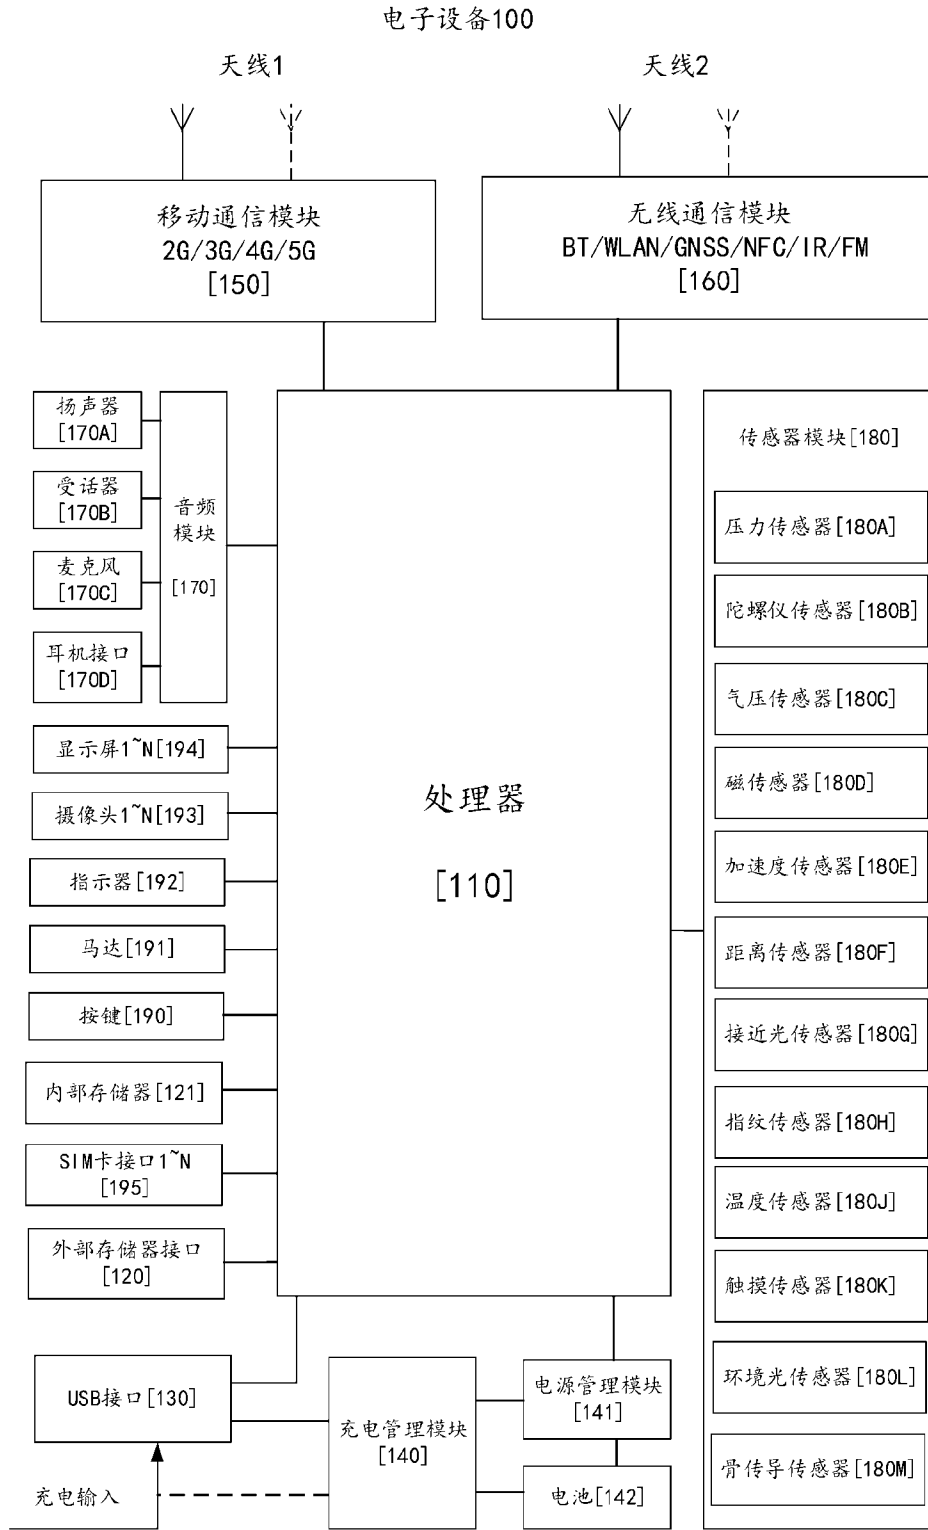 电子设备100
天线1
天线2
移动通信模块
2G/3G/4G/5G
[150]
无线通信模块
BT/WLAN/GNSS/NFC/IR/FM
[160]
扬声器
[170A]
受话器
[170B]
麦克风
[170C]
耳机接口
[170D]
音频
模块
[170]
显示屏1~N[194]
摄像头1~N[193]
指示器[192]
马达[191]
按键[190]
内部存储器[121]
SIM卡接口1~N
[195]
外部存储器接口
[120]
处理器
[110]
传感器模块[180]
压力传感器[180A]
陀螺仪传感器[180B]
气压传感器[180C]
磁传感器[180D]
加速度传感器[180E]
距离传感器[180F]
接近光传感器[180G]
指纹传感器[180H]
温度传感器[180J]
触摸传感器[180K]
环境光传感器[180L]
骨传导传感器[180M]
USB接口[130]
充电输入
充电管理模块
[140]
电源管理模块
[141]
电池[142]